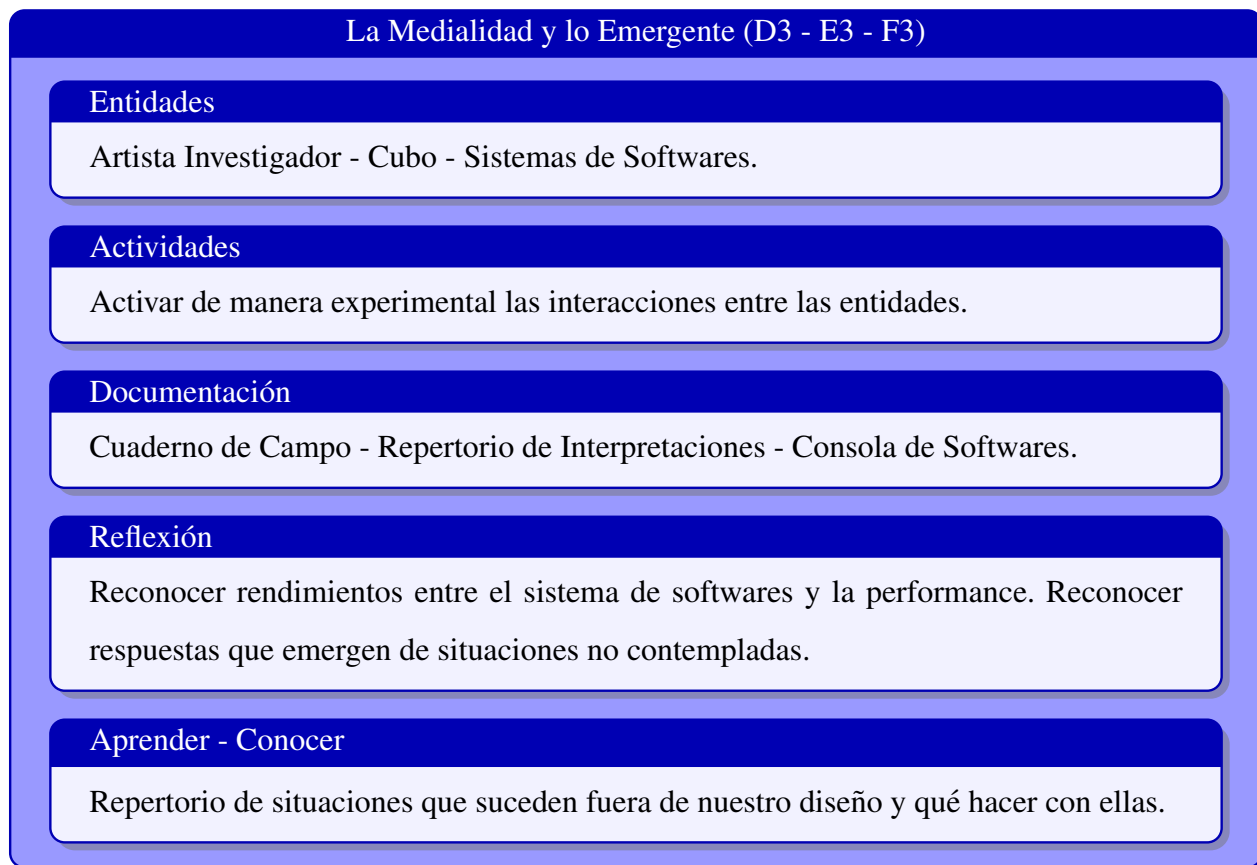 La Medialidad y lo Emergente (D3 - E3 - F3)
Entidades
Artista Investigador - Cubo - Sistemas de Softwares.
Actividades
Activar de manera experimental las interacciones entre las entidades.
Documentación
Cuaderno de Campo - Repertorio de Interpretaciones - Consola de Softwares.
Reflexión
Reconocer rendimientos entre el sistema de softwares y la performance. Reconocer
respuestas que emergen de situaciones no contempladas.
Aprender - Conocer
Repertorio de situaciones que suceden fuera de nuestro diseño y qué hacer con ellas.